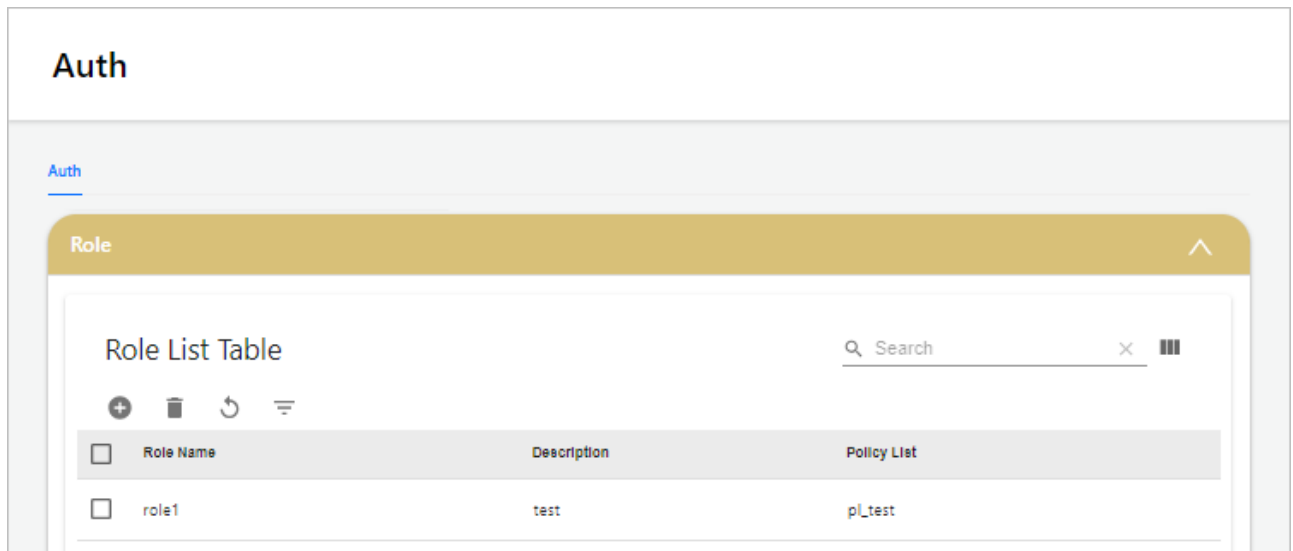 Auth
Auth
Role
Role List Table
Search
Role Name Description Policy List
role1 test pl_test